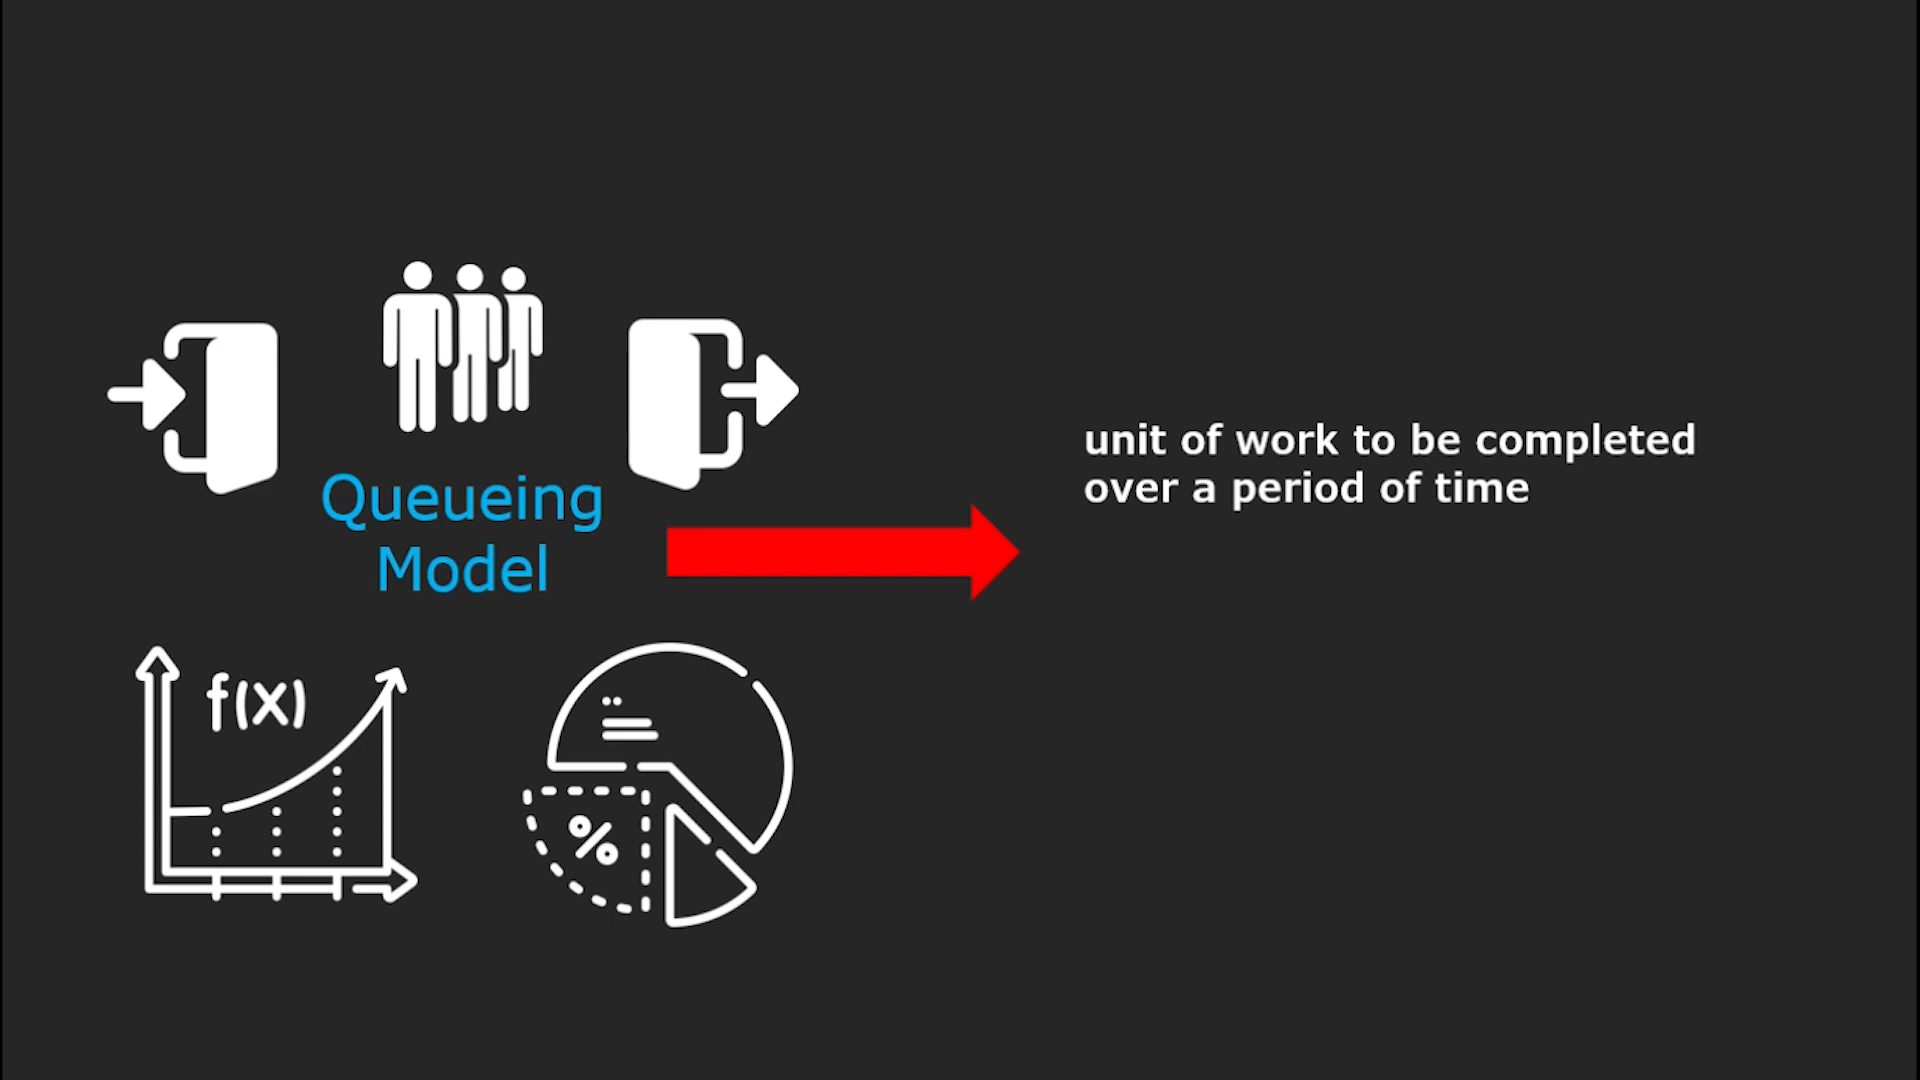 Queueing
Model
unit of work to be completed
over a period of time
f(x)
%